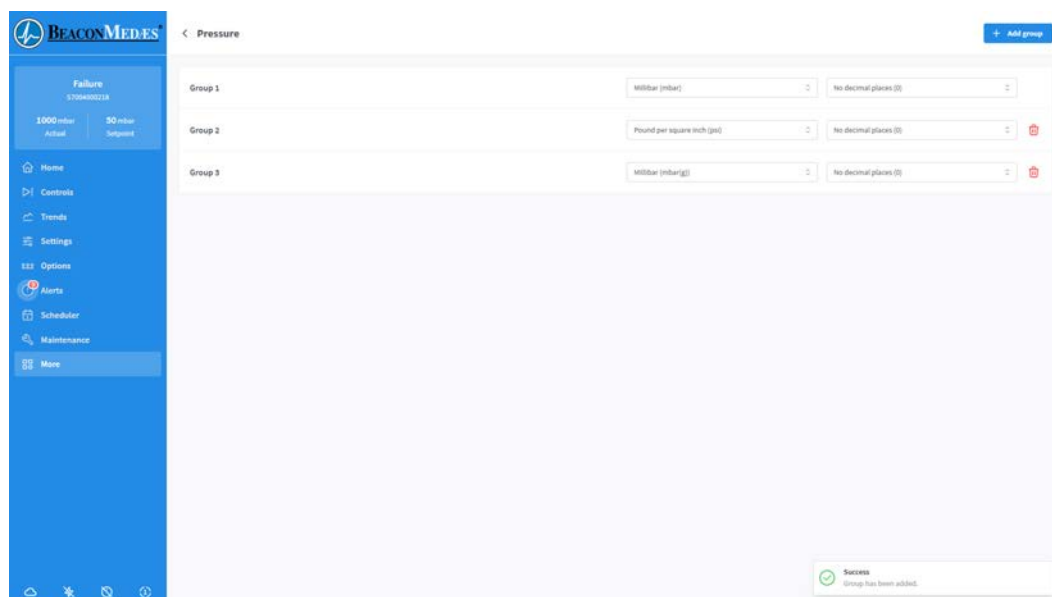 BEACONMEDÆS®
Pressure
+ Add group
Failure
1000 mbar
Actual
50 mbar
Setpoint
Home
Controls
Trends
Settings
Options
Alerts
Scheduler
Maintenance
More
Group 1
Millibar (mbar)
No decimal places (0)
Group 2
Pound per square inch (psi)
No decimal places (0)
Group 3
Millibar (mbar(g))
No decimal places (0)
Success
Group has been added.